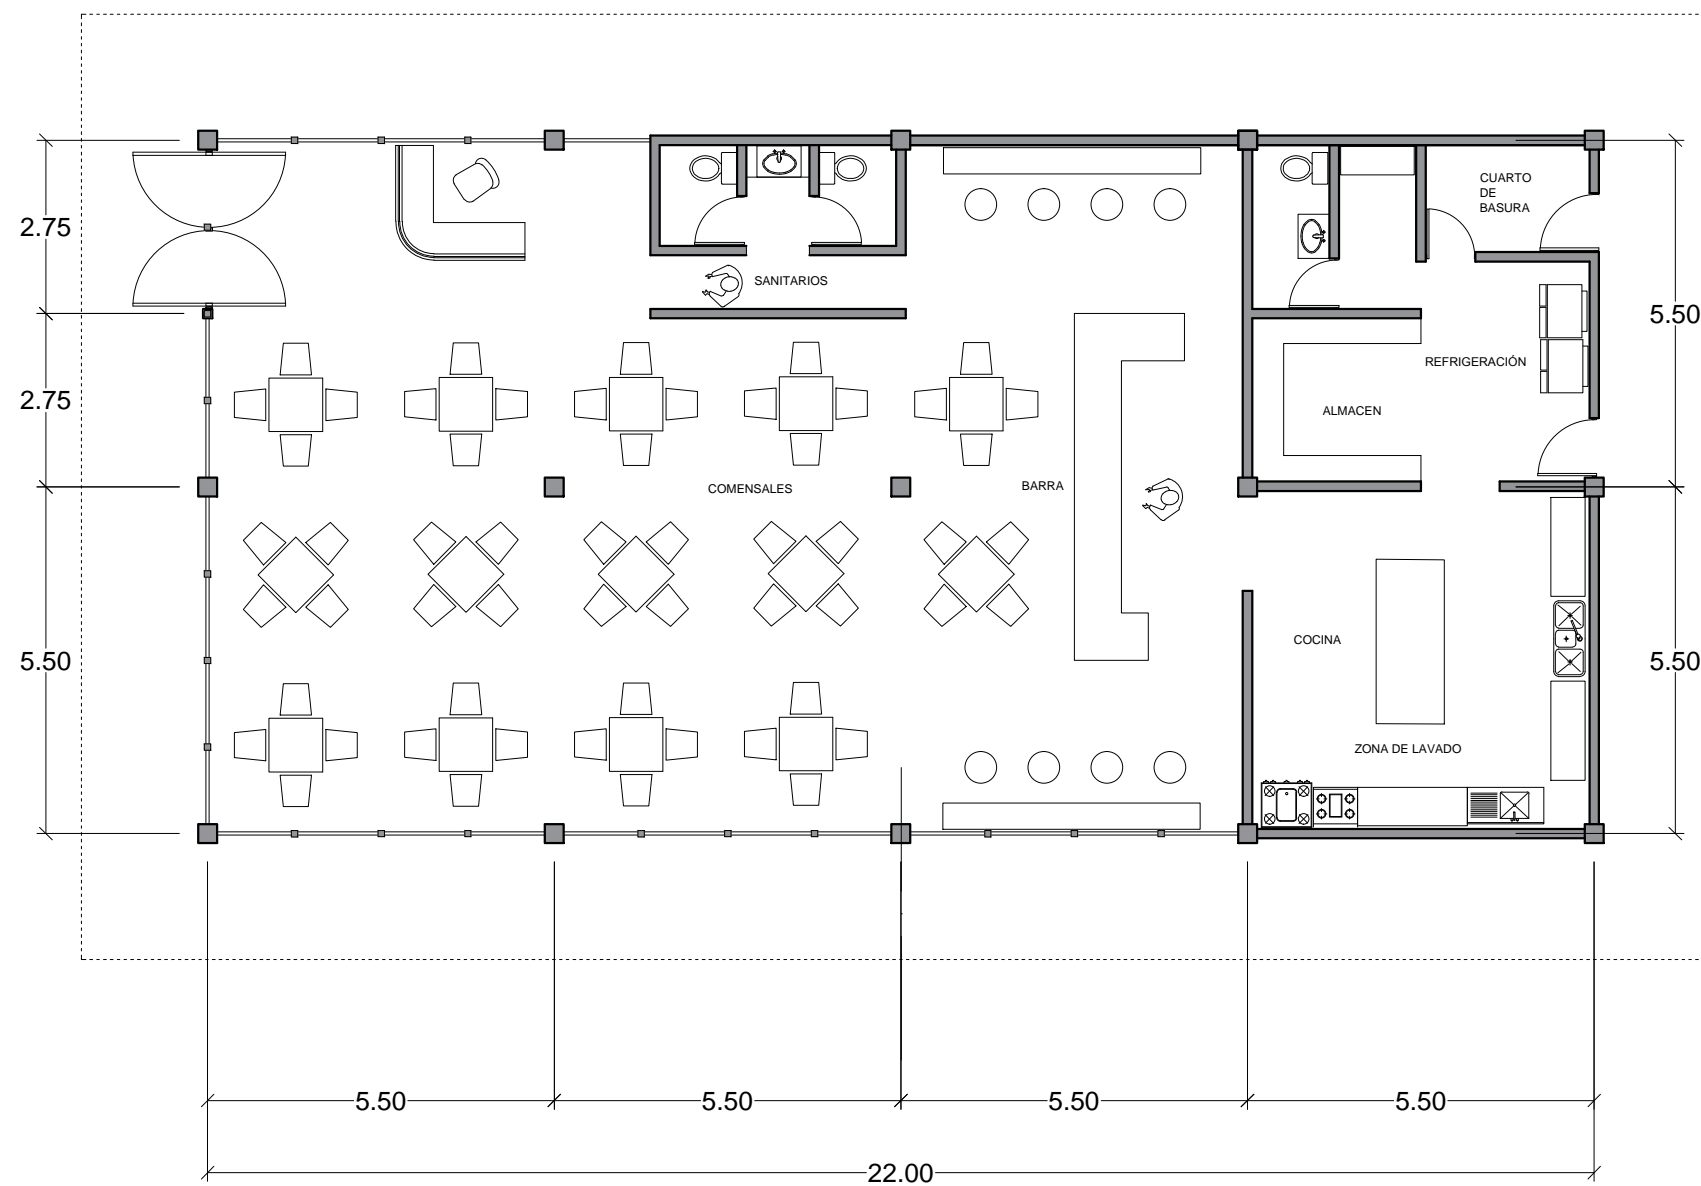 CUARTO
DE
BASURA
2.75
SANITARIOS
5.50
REFRIGERACIÓN
2.75
ALMACEN
BARRA
COMENSALES
COCINA
5.50
5.50
ZONA DE LAVADO
5.50
5.50
5.50
5.50
22.00